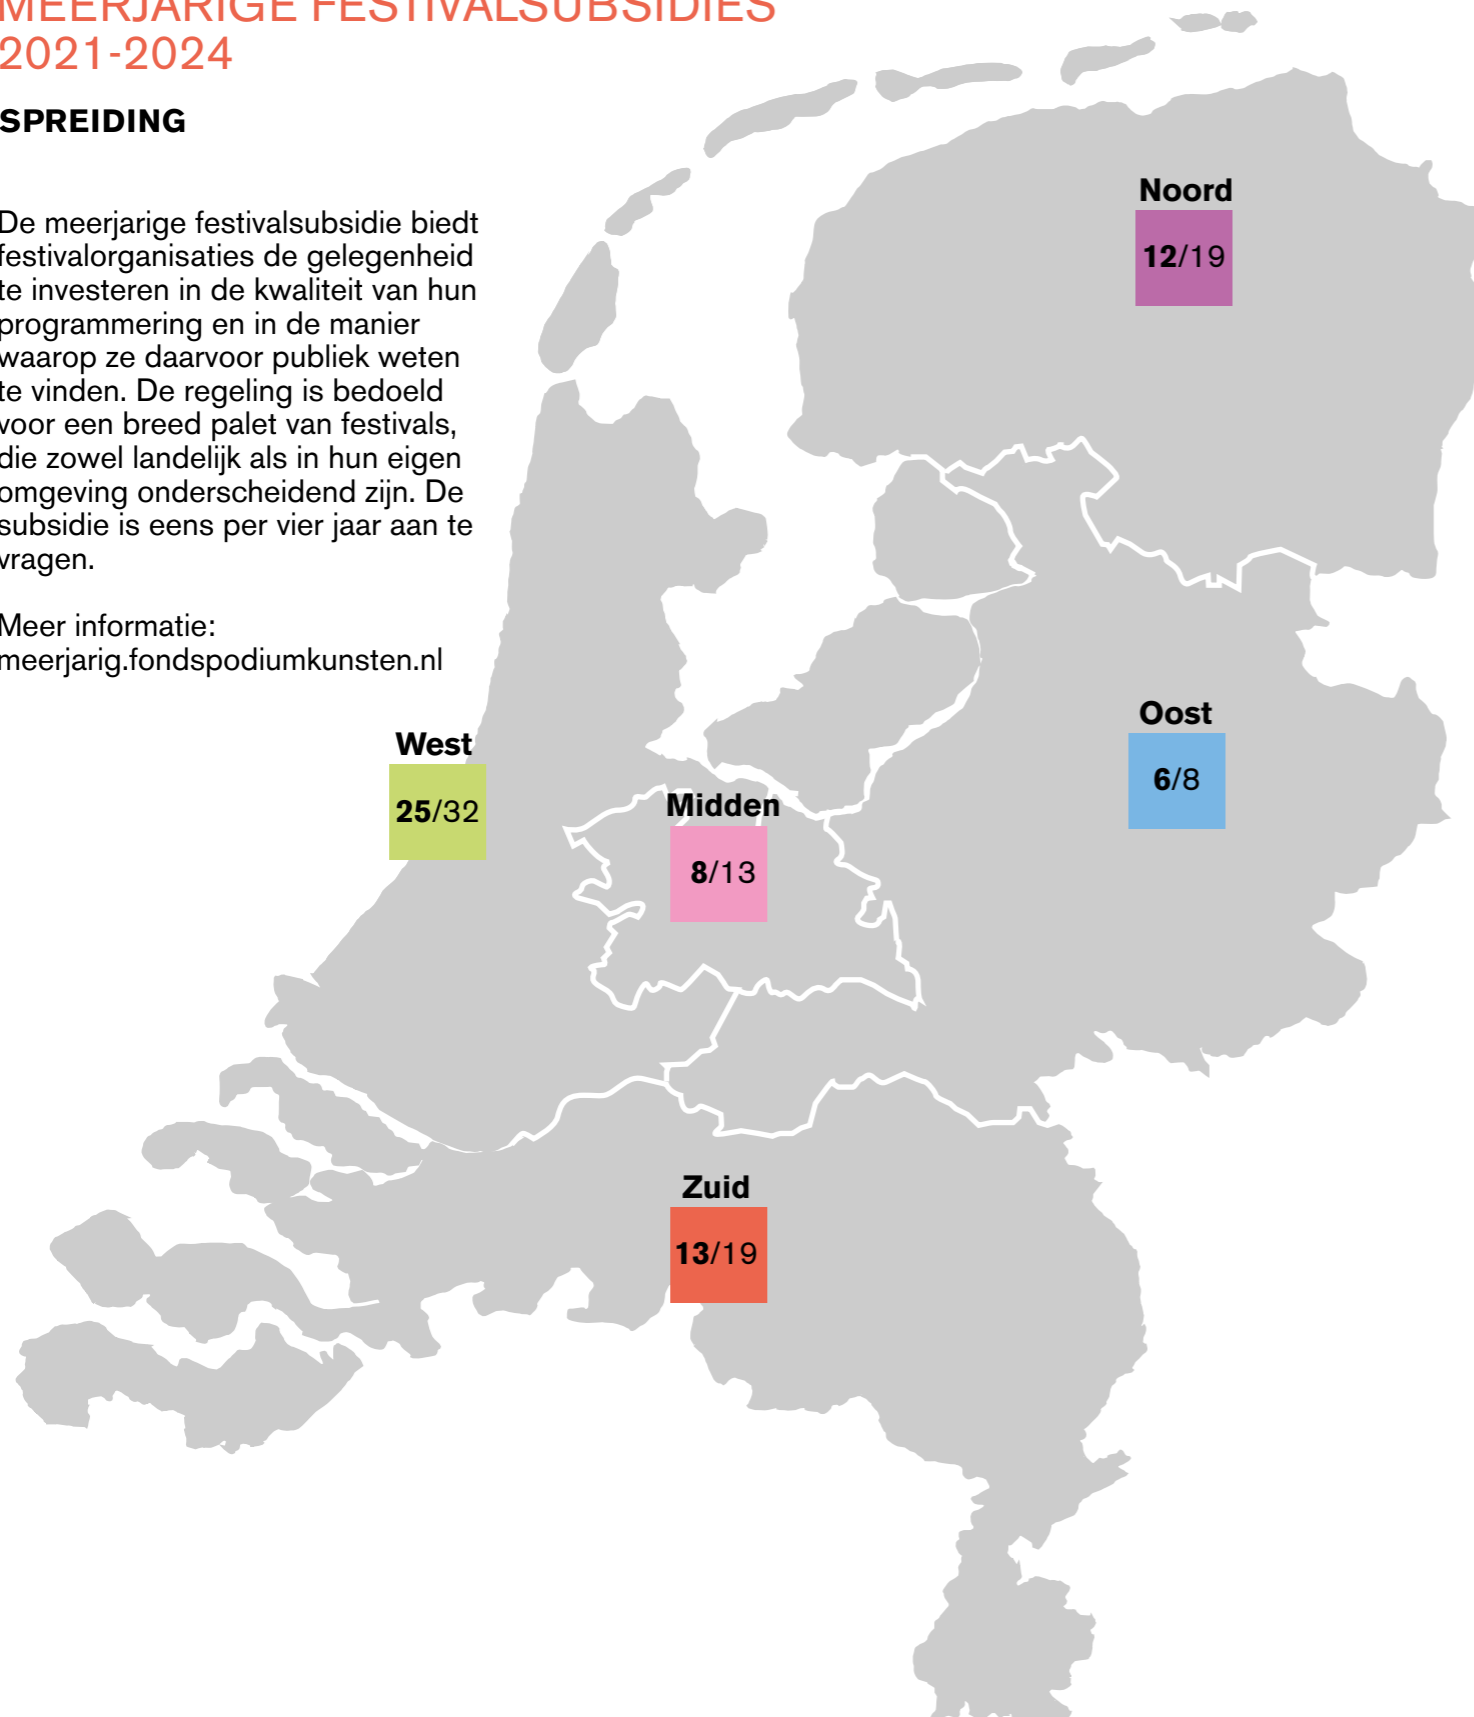 MEERJARIGE FESTIVALSUBSIDIES
2021-2024
SPREIDING
De meerjarige festivalsubsidie biedt
festivalorganisaties de gelegenheid
te investeren in de kwaliteit van hun
programmering en in de manier
waarop ze daarvoor publiek weten
te vinden. De regeling is bedoeld
voor een breed palet van festivals,
die zowel landelijk als in hun eigen
omgeving onderscheidend zijn. De
subsidie is eens per vier jaar aan te
vragen.
Meer informatie:
meerjarig.fondspodiumkunsten.nl
Noord
12/19
Oost
6/8
West
25/32
Midden
8/13
Zuid
13/19